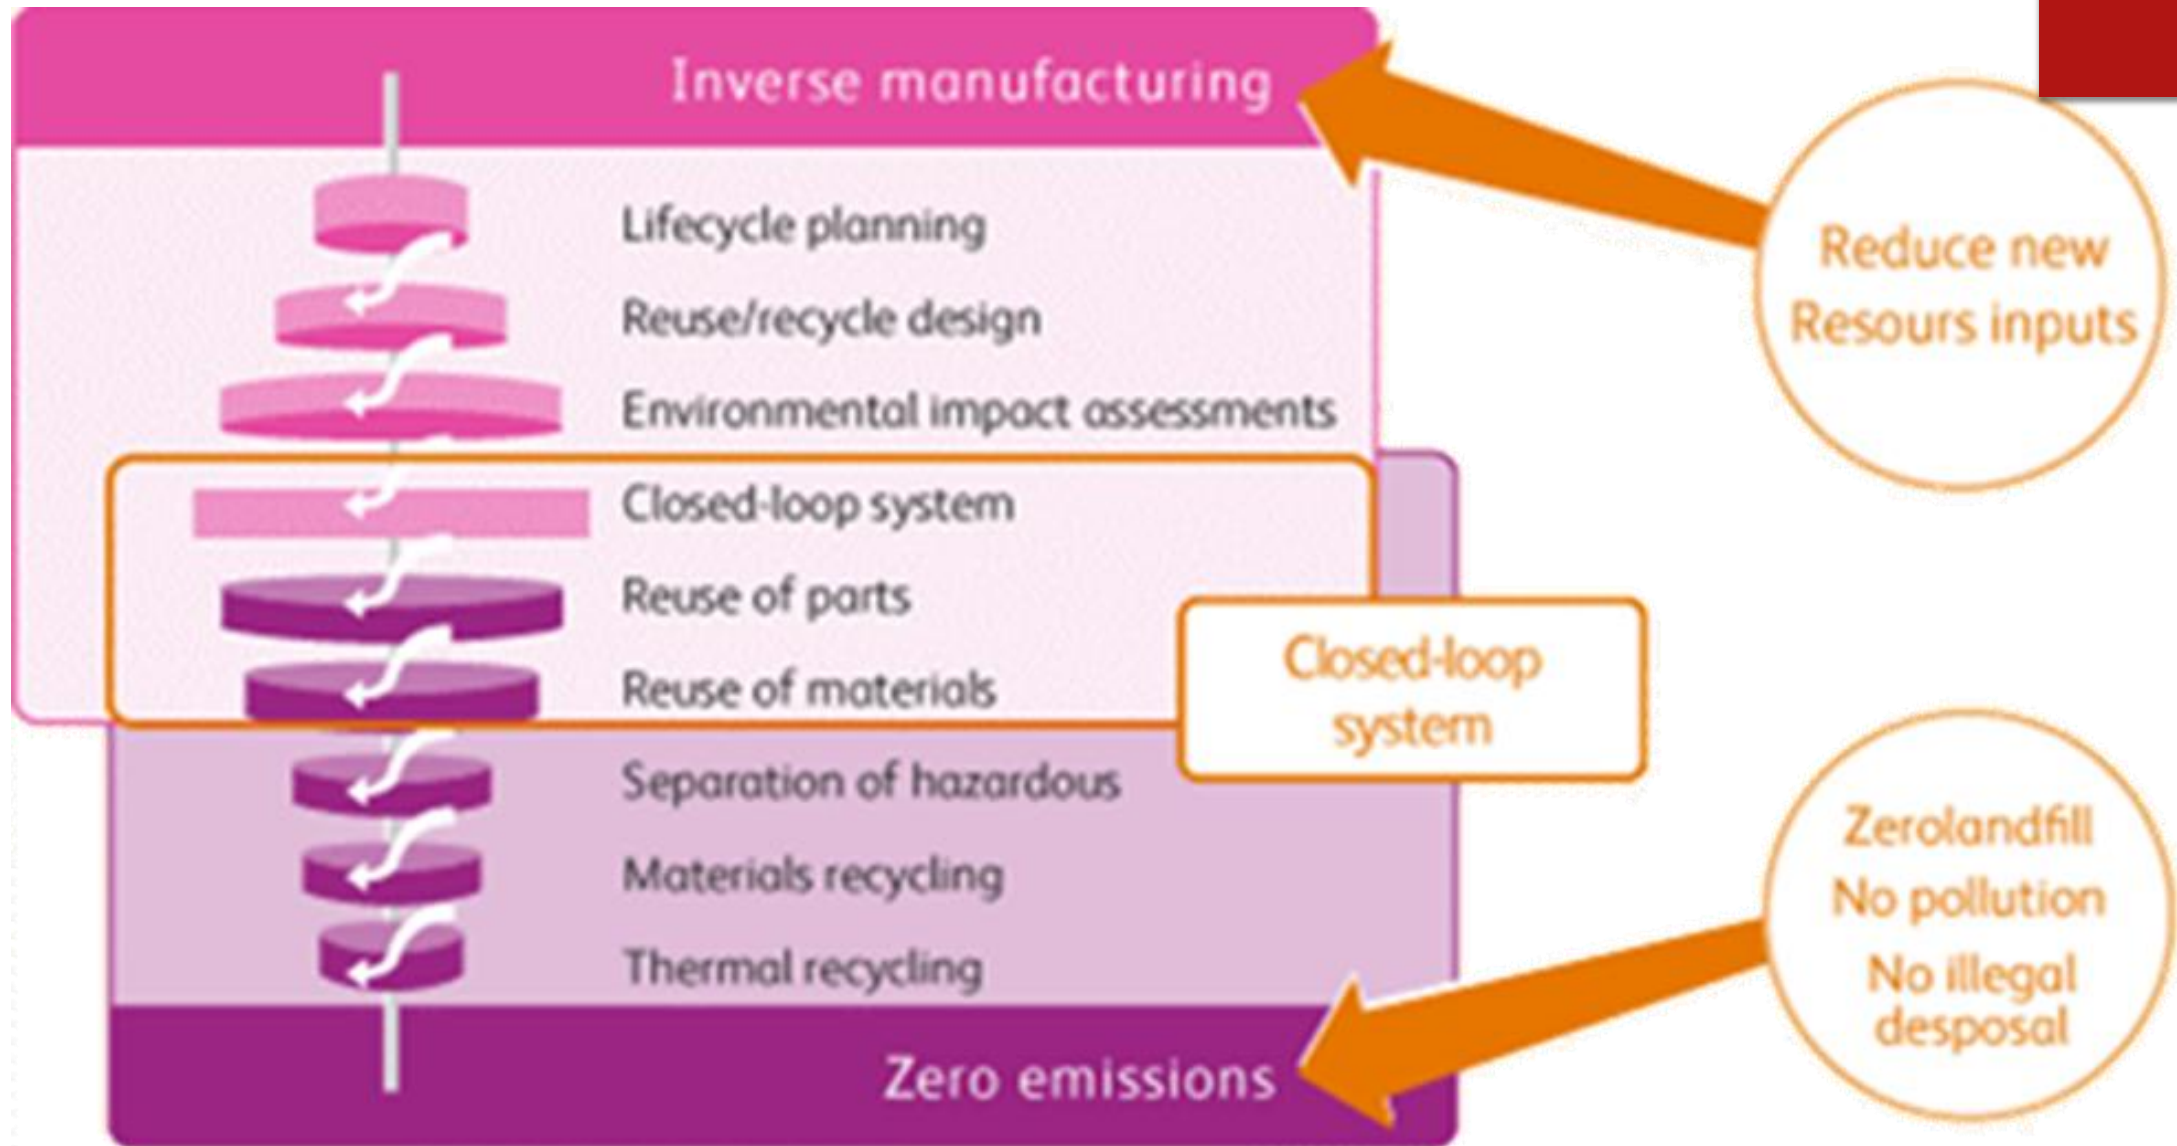 Inverse manufacturing
Lifecycle planning
Reuse/recycle design
Environmental impact assessments
Closed-loop system
Reuse of parts
Reuse of materials
Separation of hazardous
Materials recycling
Thermal recycling
Zero emissions
Reduce new
Resours inputs
Closed-loop
system
Zerolandfill
No pollution
No illegal
desposal